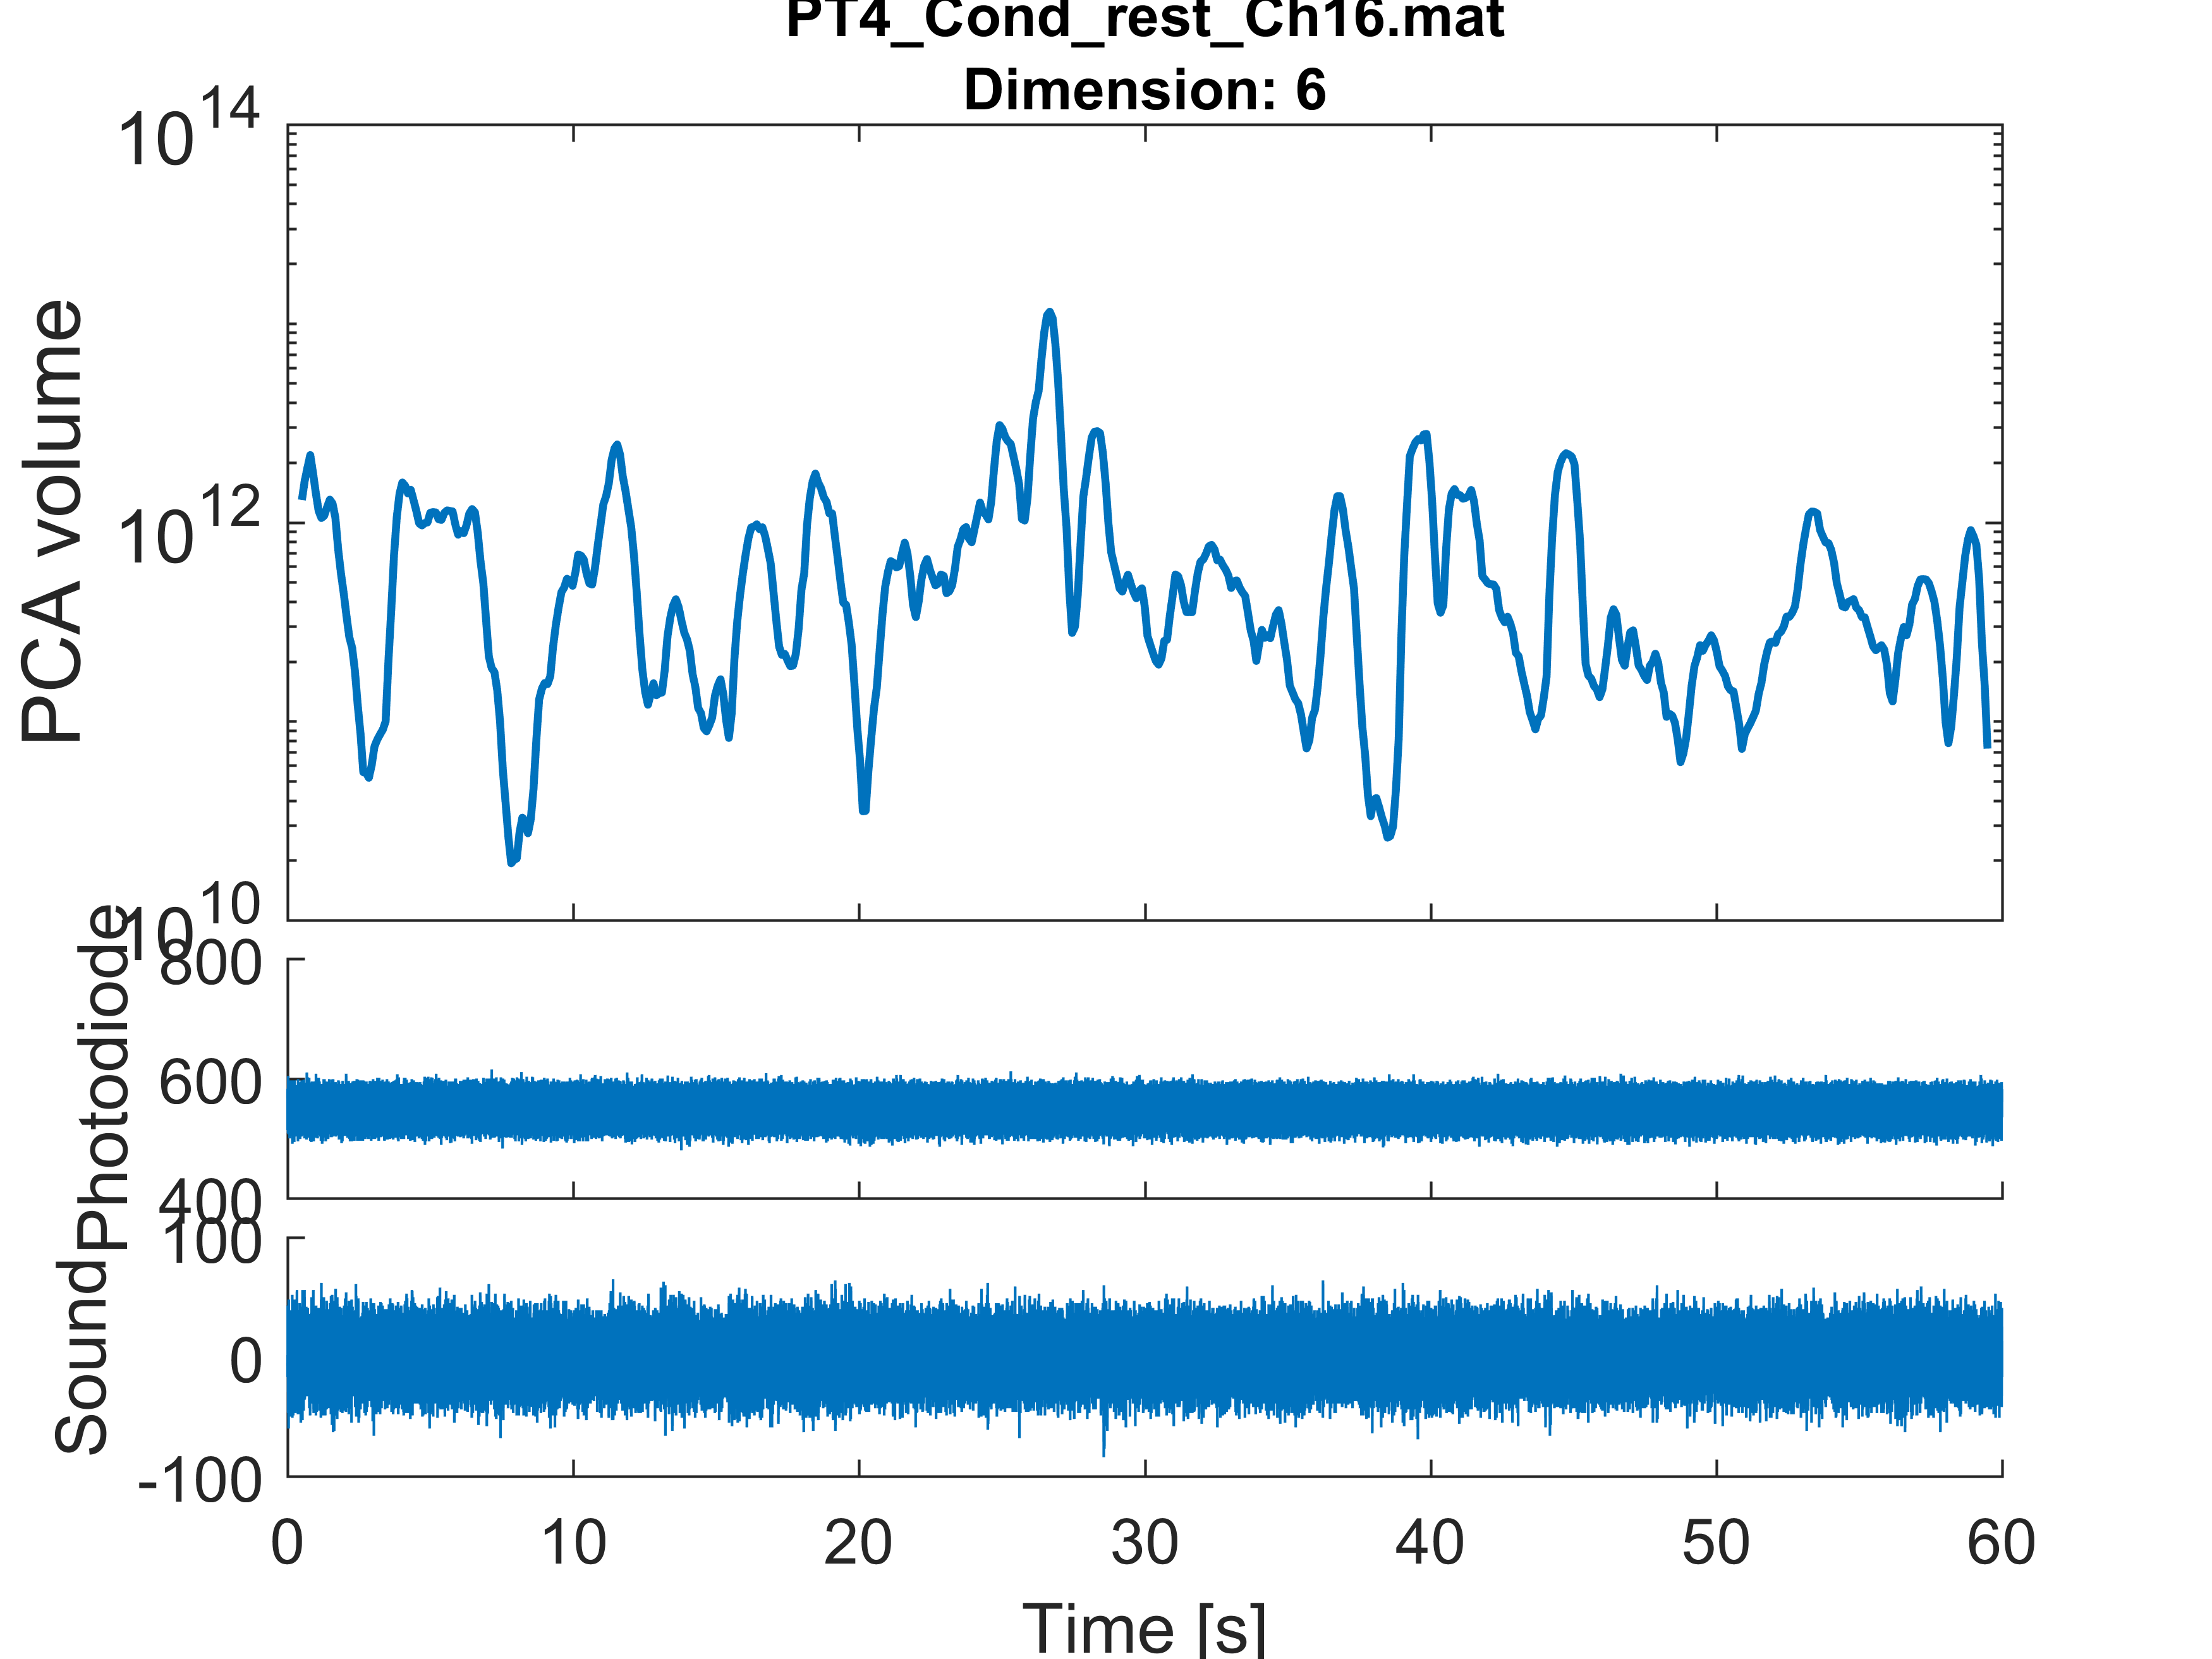 PT4_Cond_rest_Ch16.mat
Dimension: 6
PCA volume
10^14
10^12
10^10
Photodiode
800
600
400
Sound
100
0
-100
0 10 20 30 40 50 60
Time [s]